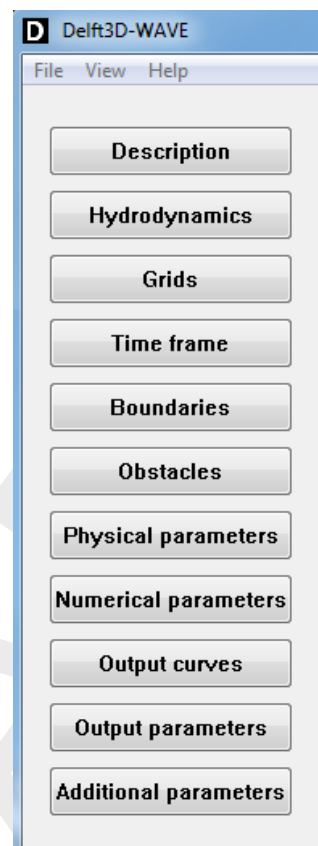 D Delft3D-WAVE
File View Help
Description
Hydrodynamics
Grids
Time frame
Boundaries
Obstacles
Physical parameters
Numerical parameters
Output curves
Output parameters
Additional parameters